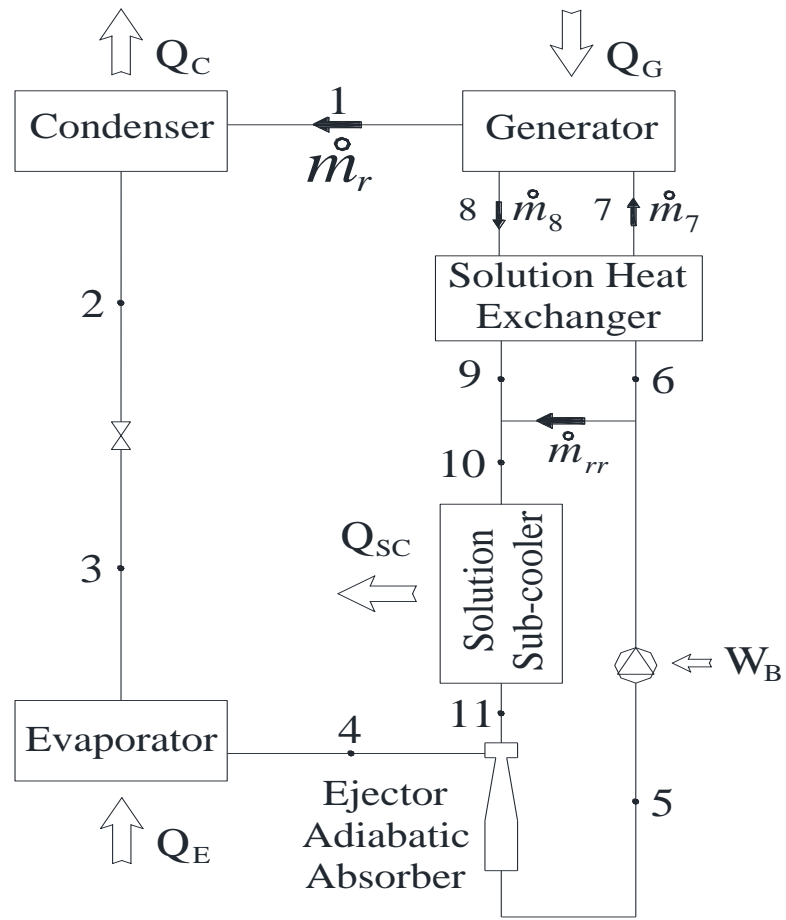 Q_C
Q_G
Condenser
1
Generator
ṁ_r
8
ṁ_8
7
ṁ_7
Solution Heat
Exchanger
2
9
6
ṁ_rr
10
Q_SC
Solution
Sub-cooler
3
W_B
11
4
Evaporator
5
Ejector
Adiabatic
Absorber
Q_E